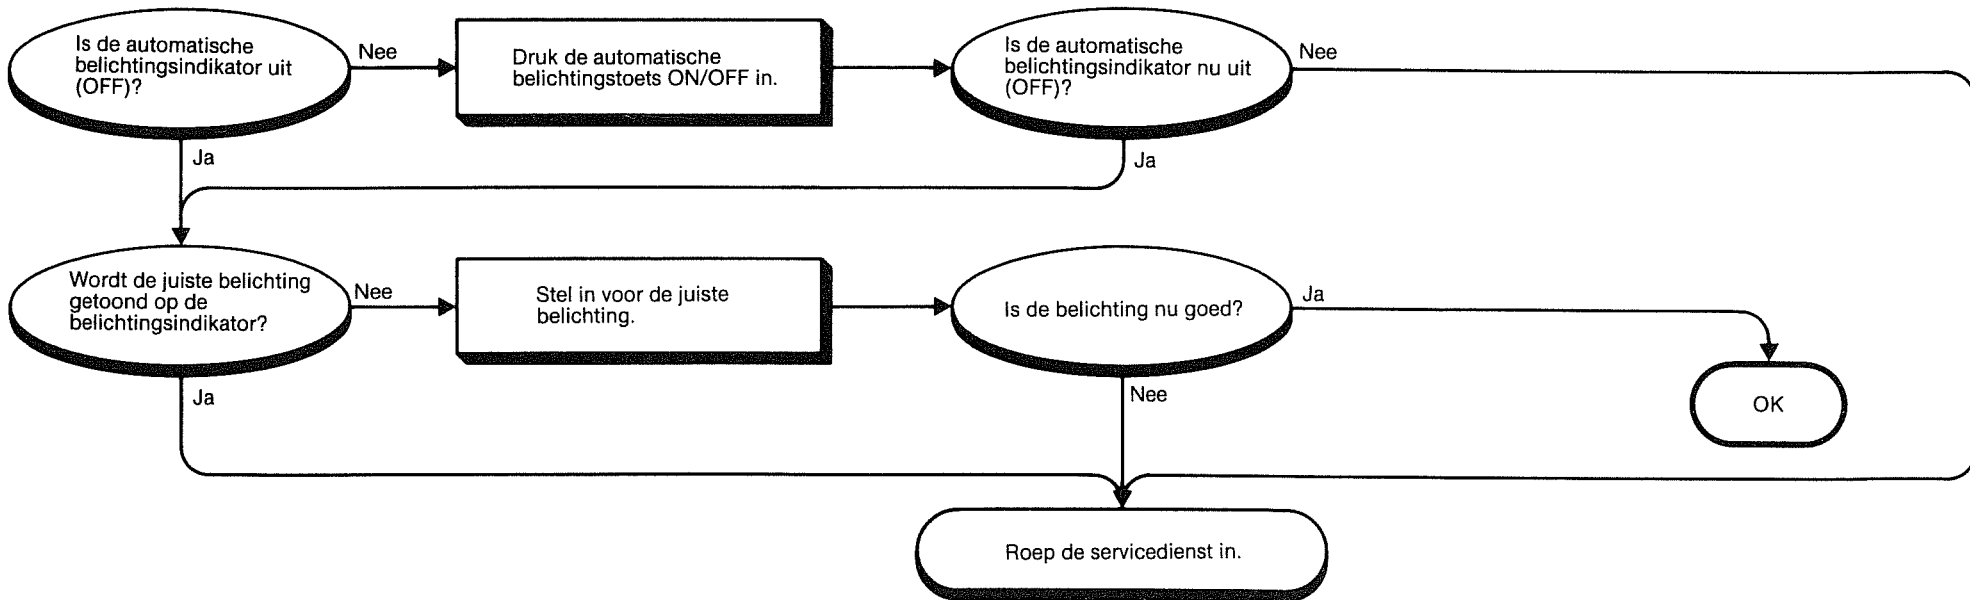 Is de automatische
belichtingsindikator uit
(OFF)?
Nee
Druk de automatische
belichtingstoets ON/OFF in.
Is de automatische
belichtingsindikator nu uit
(OFF)?
Nee
Ja
Ja
Wordt de juiste belichting
getoond op de
belichtingsindikator?
Nee
Stel in voor de juiste
belichting.
Is de belichting nu goed?
Ja
Ja
Nee
OK
Roep de servicedienst in.